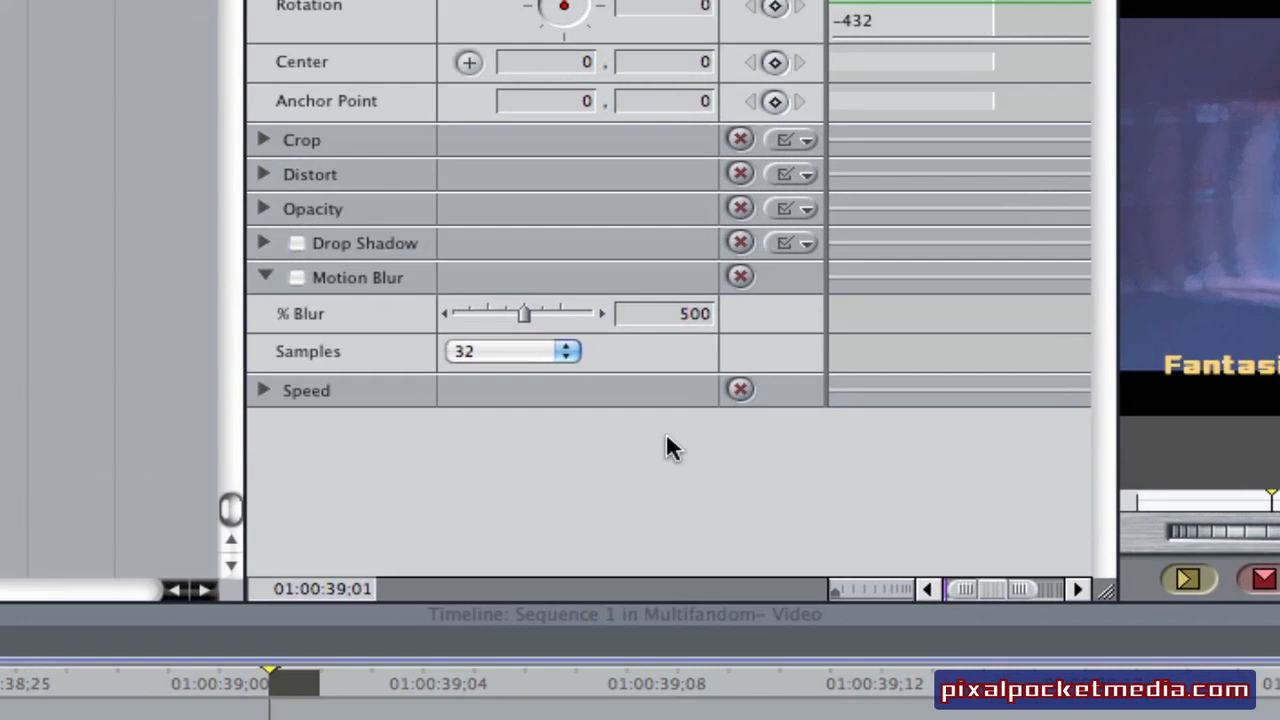 Rotation 0
-432
Center 0 , 0
Anchor Point 0 , 0
Crop
Distort
Opacity
Drop Shadow
Motion Blur
% Blur 500
Samples 32
Speed
Fantasi
01:00:39;01
Timeline: Sequence 1 in Multifandom- Video
:38;25 01:00:39;00 01:00:39;04 01:00:39;08 01:00:39;12
pixalpocketmedia.com